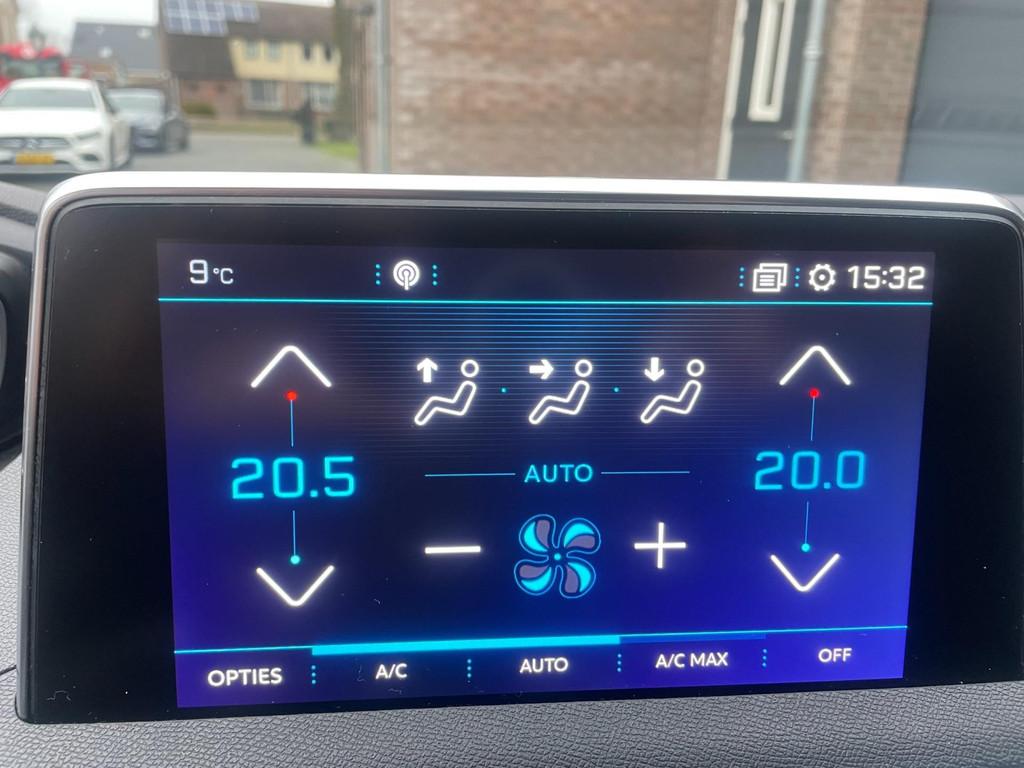 9°C 15:32
20.5 AUTO 20.0
OPTIES A/C AUTO A/C MAX OFF